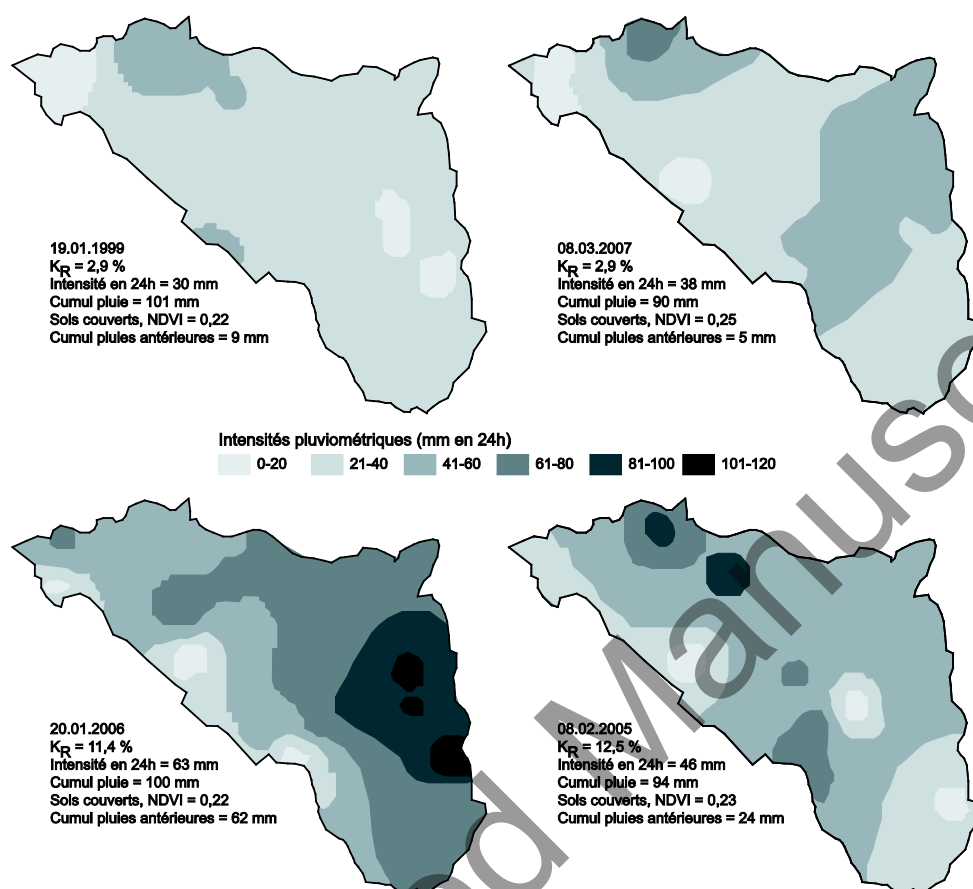 19.01.1999
KR = 2,9 %
Intensité en 24h = 30 mm
Cumul pluie = 101 mm
Sols couverts, NDVI = 0,22
Cumul pluies antérieures = 9 mm
08.03.2007
KR = 2,9 %
Intensité en 24h = 38 mm
Cumul pluie = 90 mm
Sols couverts, NDVI = 0,25
Cumul pluies antérieures = 5 mm
Intensités pluviométriques (mm en 24h)
0-20 21-40 41-60 61-80 81-100 101-120
20.01.2006
KR = 11,4 %
Intensité en 24h = 63 mm
Cumul pluie = 100 mm
Sols couverts, NDVI = 0,22
Cumul pluies antérieures = 62 mm
08.02.2005
KR = 12,5 %
Intensité en 24h = 46 mm
Cumul pluie = 94 mm
Sols couverts, NDVI = 0,23
Cumul pluies antérieures = 24 mm